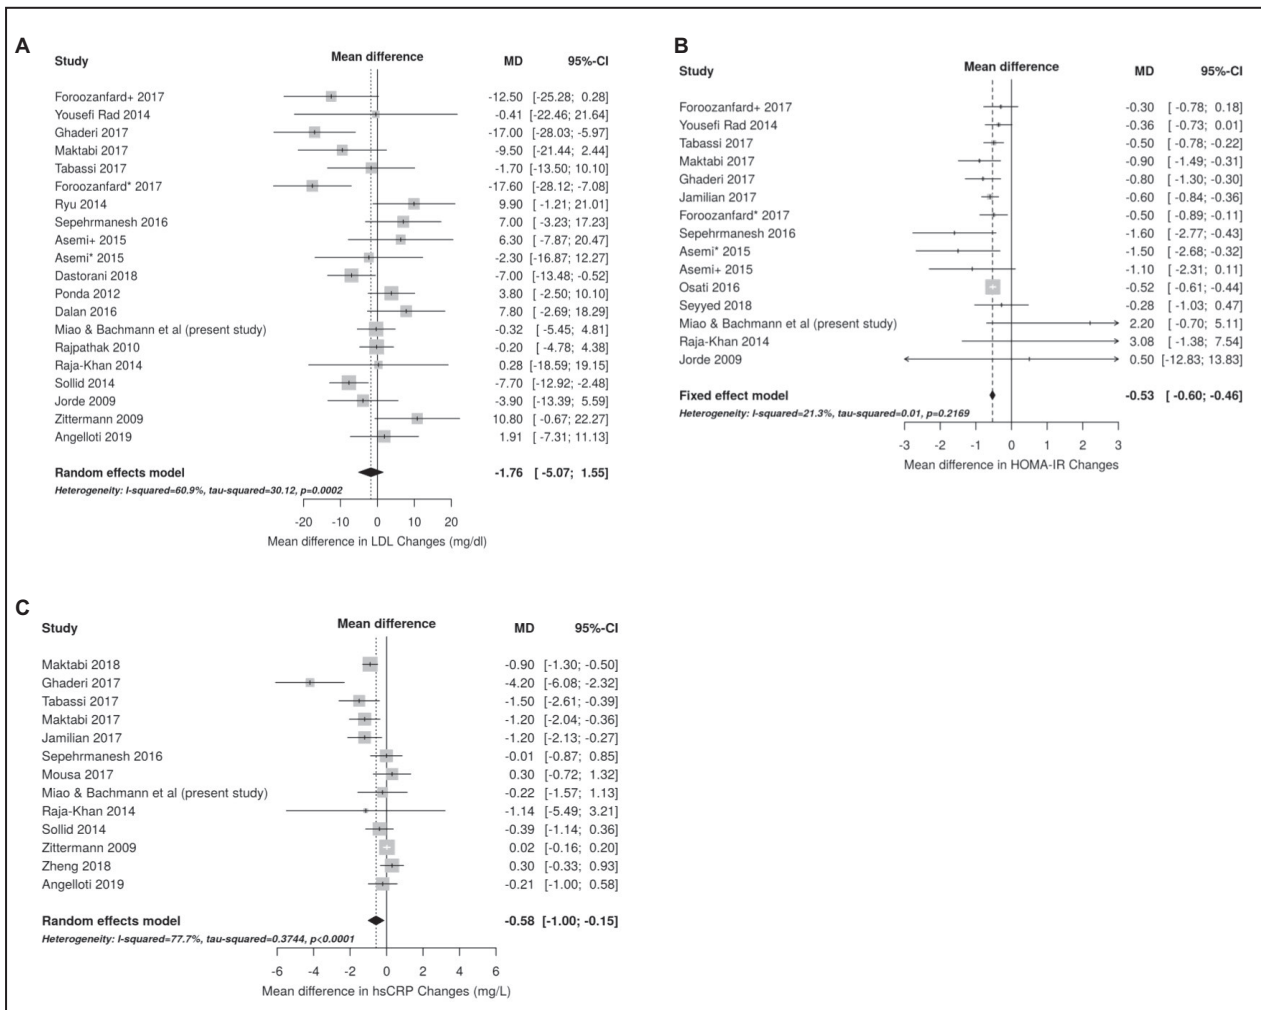 A
Study Mean difference MD 95%-CI
Foroozanfard+ 2017 -12.50 [-25.28; 0.28]
Yousefi Rad 2014 -0.41 [-22.46; 21.64]
Ghaderi 2017 -17.00 [-28.03; -5.97]
Maktabi 2017 -9.50 [-21.44; 2.44]
Tabassi 2017 -1.70 [-13.50; 10.10]
Foroozanfard* 2017 -17.60 [-28.12; -7.08]
Ryu 2014 9.90 [ -1.21; 21.01]
Sepehrmanesh 2016 7.00 [ -3.23; 17.23]
Asemi+ 2015 6.30 [ -7.87; 20.47]
Asemi* 2015 -2.30 [-16.87; 12.27]
Dastorani 2018 -7.00 [-13.48; -0.52]
Ponda 2012 3.80 [ -2.50; 10.10]
Dalan 2016 7.80 [ -2.69; 18.29]
Miao & Bachmann et al (present study) -0.32 [ -5.45; 4.81]
Rajpathak 2010 -0.20 [ -4.78; 4.38]
Raja-Khan 2014 0.28 [-18.59; 19.15]
Sollid 2014 -7.70 [-12.92; -2.48]
Jorde 2009 -3.90 [-13.39; 5.59]
Zittermann 2009 10.80 [ -0.67; 22.27]
Angelloti 2019 1.91 [ -7.31; 11.13]
Random effects model -1.76 [ -5.07; 1.55]
Heterogeneity: I-squared=60.9%, tau-squared=30.12, p=0.0002
-20 -10 0 10 20
Mean difference in LDL Changes (mg/dl)
B
Study Mean difference MD 95%-CI
Foroozanfard+ 2017 -0.30 [ -0.78; 0.18]
Yousefi Rad 2014 -0.36 [ -0.73; 0.01]
Tabassi 2017 -0.50 [ -0.78; -0.22]
Maktabi 2017 -0.90 [ -1.49; -0.31]
Ghaderi 2017 -0.80 [ -1.30; -0.30]
Jamilian 2017 -0.60 [ -0.84; -0.36]
Foroozanfard* 2017 -0.50 [ -0.89; -0.11]
Sepehrmanesh 2016 -1.60 [ -2.77; -0.43]
Asemi* 2015 -1.50 [ -2.68; -0.32]
Asemi+ 2015 -1.10 [ -2.31; 0.11]
Osati 2016 -0.52 [ -0.61; -0.44]
Seyyed 2018 -0.28 [ -1.03; 0.47]
Miao & Bachmann et al (present study) 2.20 [ -0.70; 5.11]
Raja-Khan 2014 3.08 [ -1.38; 7.54]
Jorde 2009 0.50 [-12.83; 13.83]
Fixed effect model -0.53 [ -0.60; -0.46]
Heterogeneity: I-squared=21.3%, tau-squared=0.01, p=0.2169
-3 -2 -1 0 1 2 3
Mean difference in HOMA-IR Changes
C
Study Mean difference MD 95%-CI
Maktabi 2018 -0.90 [-1.30; -0.50]
Ghaderi 2017 -4.20 [-6.08; -2.32]
Tabassi 2017 -1.50 [-2.61; -0.39]
Maktabi 2017 -1.20 [-2.04; -0.36]
Jamilian 2017 -1.20 [-2.13; -0.27]
Sepehrmanesh 2016 -0.01 [-0.87; 0.85]
Mousa 2017 0.30 [-0.72; 1.32]
Miao & Bachmann et al (present study) -0.22 [-1.57; 1.13]
Raja-Khan 2014 -1.14 [-5.49; 3.21]
Sollid 2014 -0.39 [-1.14; 0.36]
Zittermann 2009 0.02 [-0.16; 0.20]
Zheng 2018 0.30 [-0.33; 0.93]
Angelloti 2019 -0.21 [-1.00; 0.58]
Random effects model -0.58 [-1.00; -0.15]
Heterogeneity: I-squared=77.7%, tau-squared=0.3744, p<0.0001
-6 -4 -2 0 2 4 6
Mean difference in hsCRP Changes (mg/L)